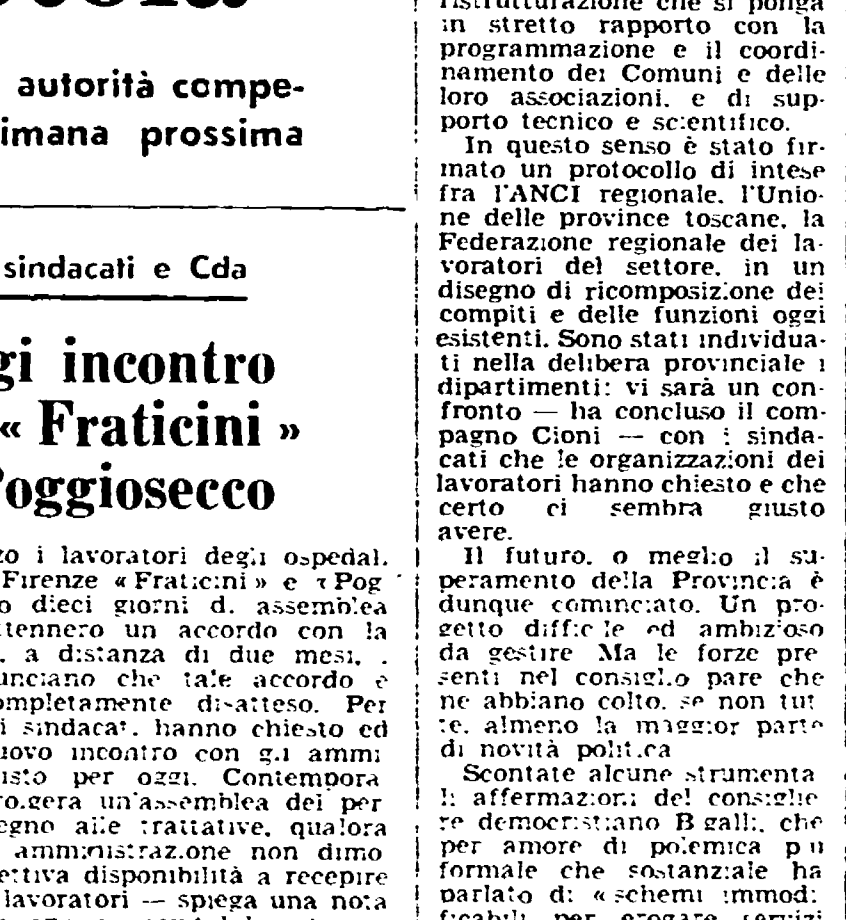 autorità compe-
imana prossima
sindacati e Cda
gi incontro
« Fraticini »
Poggiosecco
zo i lavoratori degli ospedal.
Firenze « Fraticini » e Pog
o dieci giorni d. assemblea
tennero un accordo con la
. a distanza di due mesi, .
unciano che tale accordo è
ompletamente disatteso. Per
i sindacat. hanno chiesto ed
uovo incontro con gli ammi
isto per oggi. Contempora
rolgerà un'assemblea dei per
egno alle trattative, qualora
amministrazione non dimo
ettiva disponibilità a recepire
lavoratori — spiega una nota
ristrutturazione che si ponga
in stretto rapporto con la
programmazione e il coordi-
namento dei Comuni e delle
loro associazioni, e di sup-
porto tecnico e scientifico.
In questo senso è stato fir-
mato un protocollo di intese
fra l'ANCI regionale, l'Unio-
ne delle province toscane, la
Federazione regionale dei la-
voratori del settore, in un
disegno di ricomposizione dei
compiti e delle funzioni oggi
esistenti. Sono stati individua-
ti nella delibera provinciale i
dipartimenti: vi sarà un con-
fronto — ha concluso il com-
pagno Cioni — con i sinda-
cati che le organizzazioni dei
lavoratori hanno chiesto e che
certo ci sembra giusto
avere.
Il futuro, o meglio il su-
peramento della Provincia è
dunque cominciato. Un pro-
getto difficile ed ambizioso
da gestire Ma le forze pre
senti nel consiglio pare che
ne abbiano colto, se non tut
te, almeno la maggior parte
di novità politica
Scontate alcune strumenta
li affermazioni del consiglie
re democristiano Bigalli, che
per amore di polemica più
formale che sostanziale ha
parlato di « schemi immodi
ficabili per erogare servizi